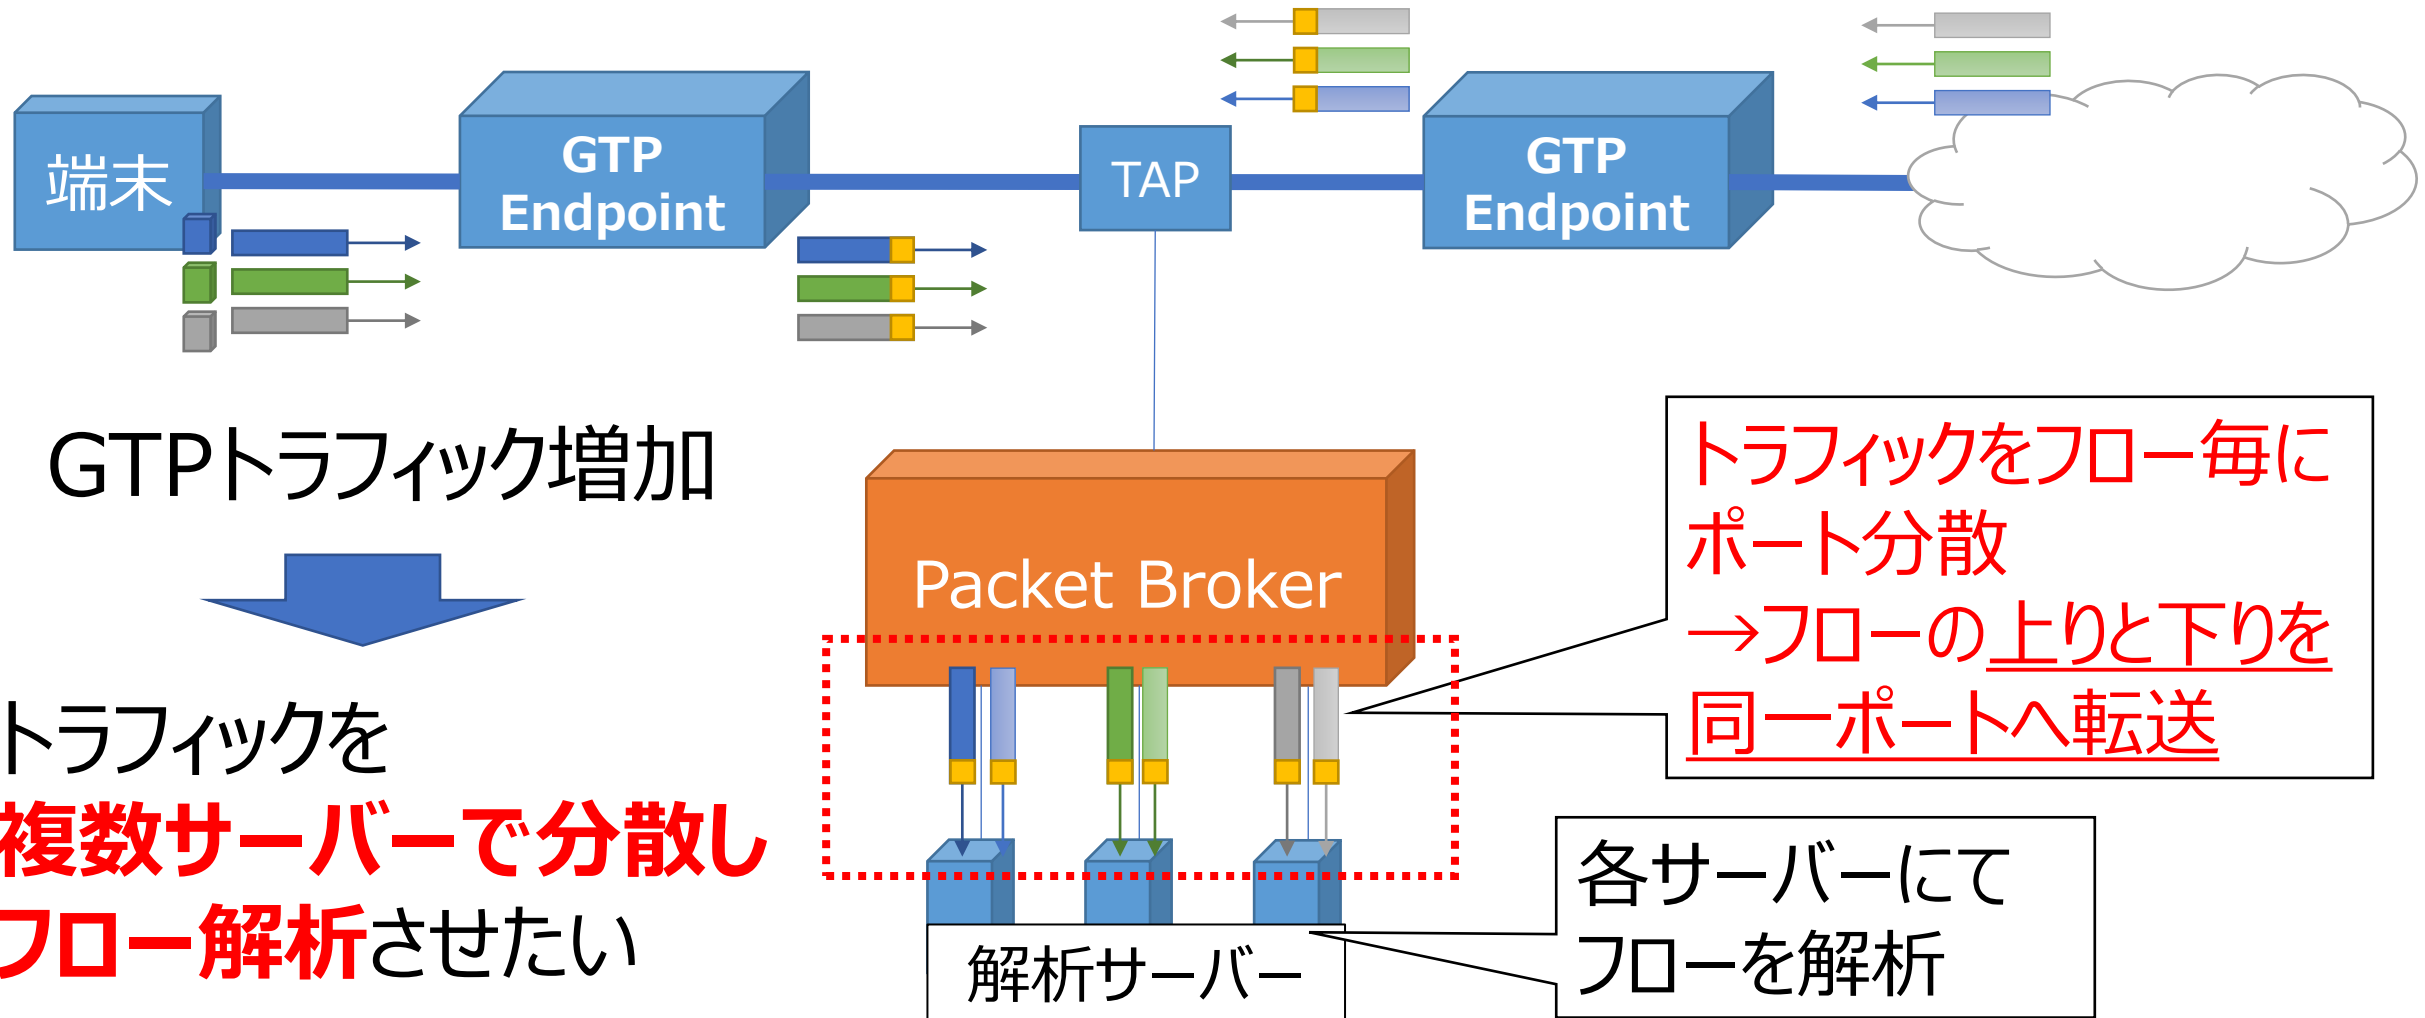 端末
GTP
Endpoint
TAP
GTP
Endpoint
GTPトラフィック増加
トラフィックを
複数サーバーで分散し
フロー解析させたい
Packet Broker
トラフィックをフロー毎に
ポート分散
→フローの上りと下りを
同一ポートへ転送
解析サーバー
各サーバーにて
フローを解析